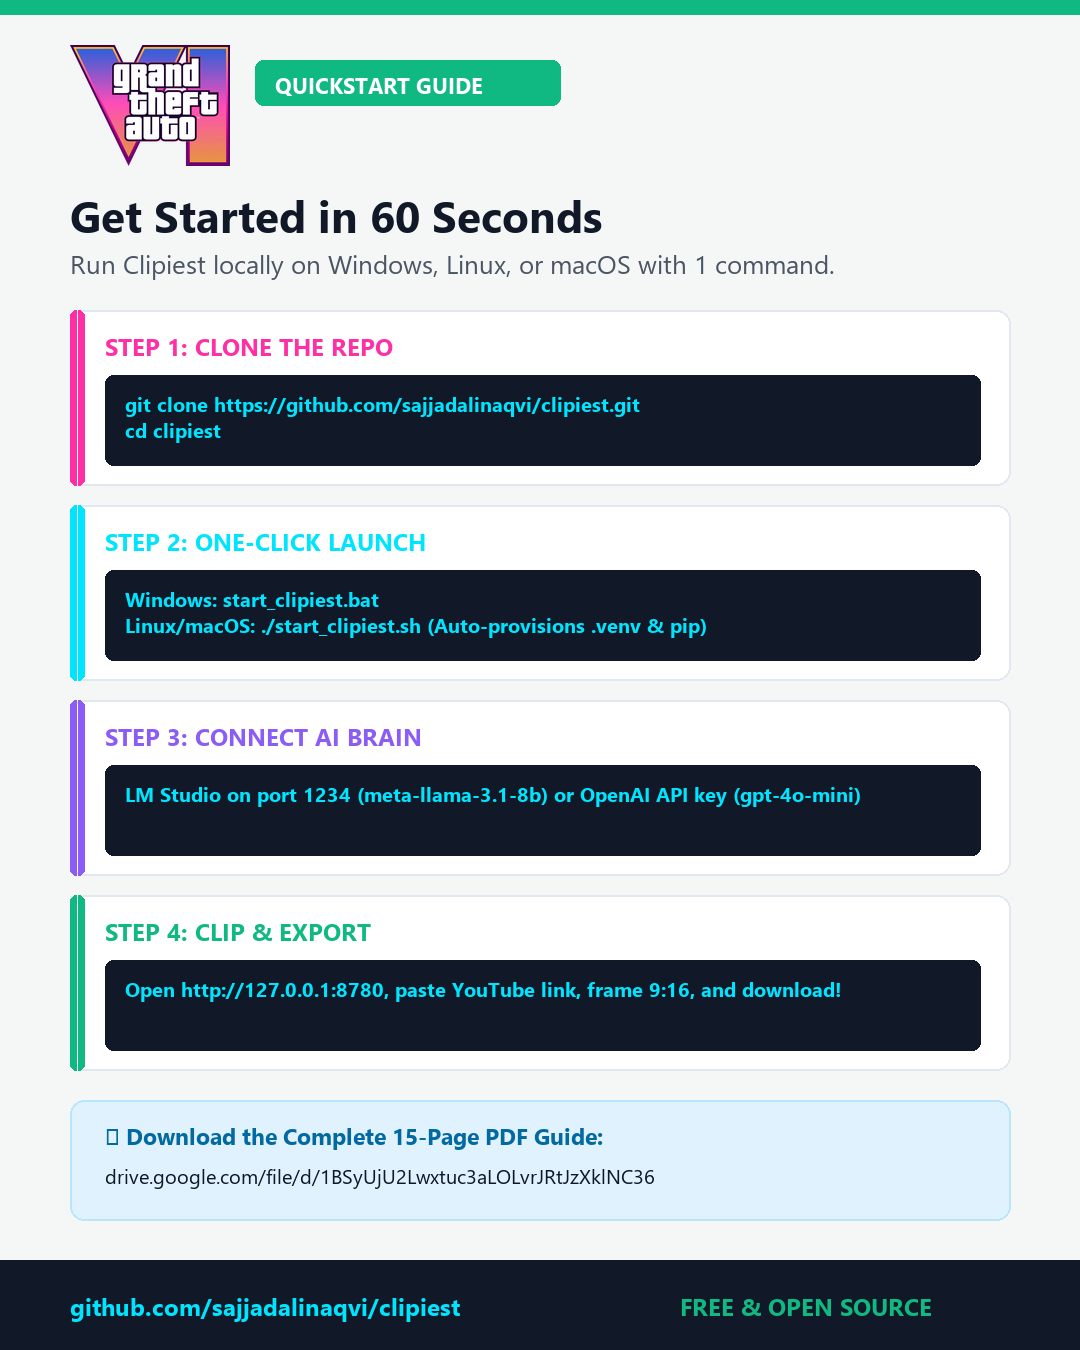 grand
theft
auto
VI
QUICKSTART GUIDE
Get Started in 60 Seconds
Run Clipiest locally on Windows, Linux, or macOS with 1 command.
STEP 1: CLONE THE REPO
git clone https://github.com/sajjadalinaqvi/clipiest.git
cd clipiest
STEP 2: ONE-CLICK LAUNCH
Windows: start_clipiest.bat
Linux/macOS: ./start_clipiest.sh (Auto-provisions .venv & pip)
STEP 3: CONNECT AI BRAIN
LM Studio on port 1234 (meta-llama-3.1-8b) or OpenAI API key (gpt-4o-mini)
STEP 4: CLIP & EXPORT
Open http://127.0.0.1:8780, paste YouTube link, frame 9:16, and download!
Download the Complete 15-Page PDF Guide:
drive.google.com/file/d/1BSyUjU2Lwxtuc3aLOLvrJRtJzXklNC36
github.com/sajjadalinaqvi/clipiest
FREE & OPEN SOURCE